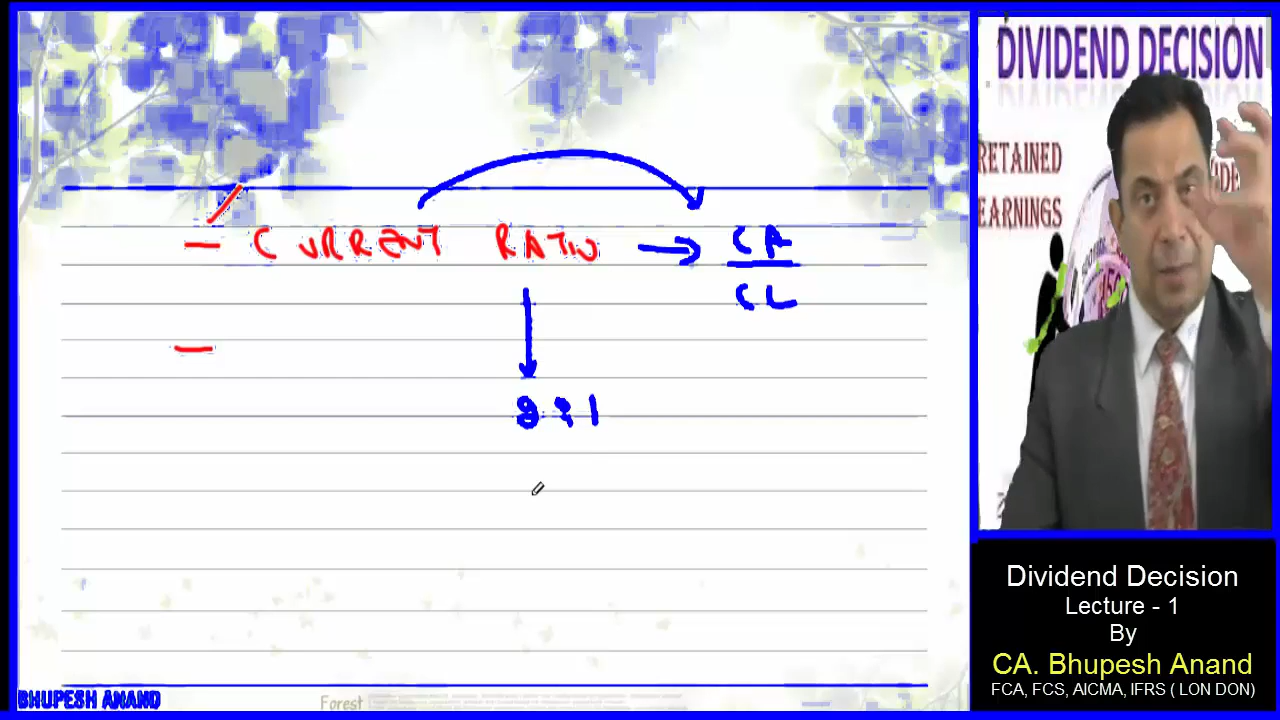 — CURRENT RATIO → CA
CL
2:1
BHUPESH ANAND
Forest
DIVIDEND DECISION
RETAINED
EARNINGS
Dividend Decision
Lecture - 1
By
CA. Bhupesh Anand
FCA, FCS, AICMA, IFRS ( LON DON)